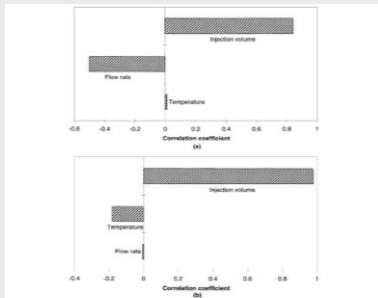 Injection volume
Flow rate
Temperature
-0.6 -0.4 -0.2 0 0.2 0.4 0.6 0.8 1
Correlation coefficient
(a)
Injection volume
Temperature
Flow rate
-0.4 -0.2 0 0.2 0.4 0.6 0.8 1
Correlation coefficient
(b)